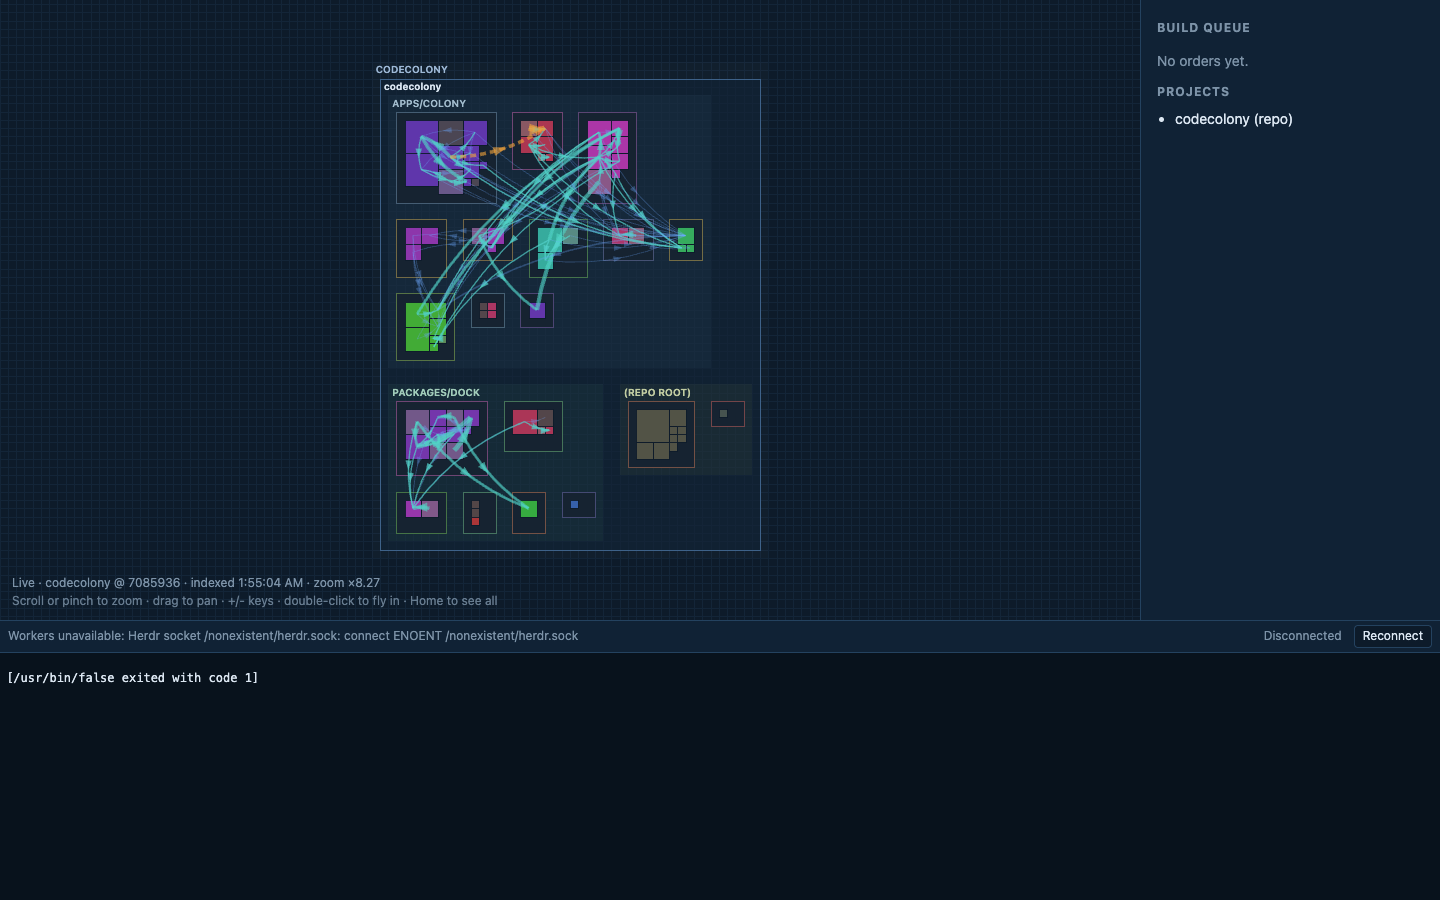 BUILD QUEUE
No orders yet.
PROJECTS
• codecolony (repo)
CODECOLONY
codecolony
APPS/COLONY
PACKAGES/DOCK
(REPO ROOT)
Live · codecolony @ 7085936 · indexed 1:55:04 AM · zoom ×8.27
Scroll or pinch to zoom · drag to pan · +/- keys · double-click to fly in · Home to see all
Workers unavailable: Herdr socket /nonexistent/herdr.sock: connect ENOENT /nonexistent/herdr.sock
Disconnected
Reconnect
[/usr/bin/false exited with code 1]